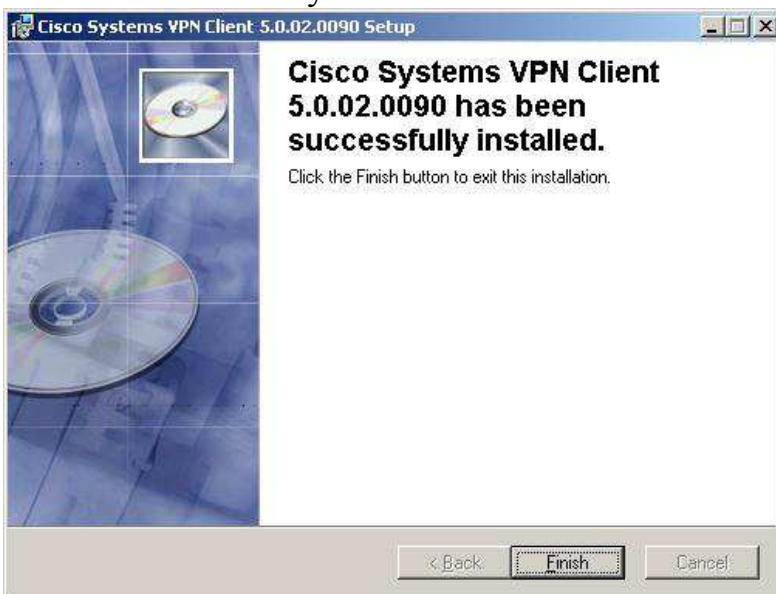 Cisco Systems VPN Client 5.0.02.0090 Setup
Cisco Systems VPN Client
5.0.02.0090 has been
successfully installed.
Click the Finish button to exit this installation.
< Back
Finish
Cancel